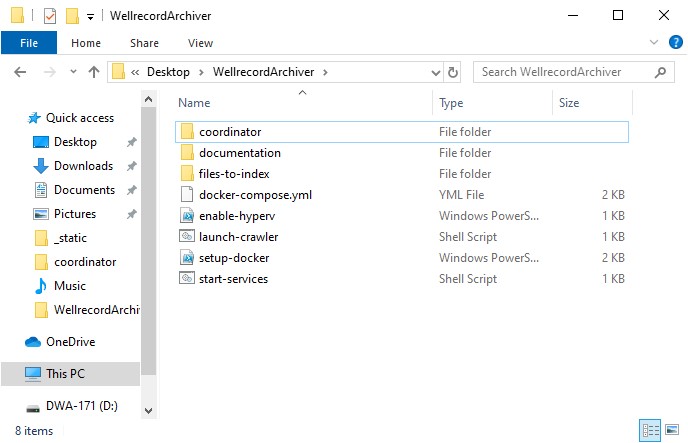 WellrecordArchiver
File Home Share View
Desktop WellrecordArchiver Search WellrecordArchiver
Name Type Size
Quick access
Desktop
Downloads
Documents
Pictures
_static
coordinator
Music
WellrecordArchiv
OneDrive
This PC
DWA-171 (D:)
coordinator File folder
documentation File folder
files-to-index File folder
docker-compose.yml YML File 2 KB
enable-hyperv Windows PowerS... 1 KB
launch-crawler Shell Script 1 KB
setup-docker Windows PowerS... 2 KB
start-services Shell Script 1 KB
8 items